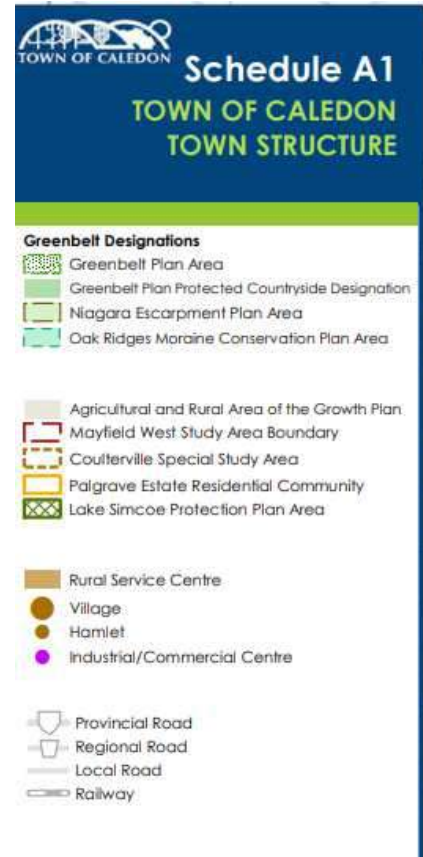 TOWN OF CALEDON
Schedule A1
TOWN OF CALEDON
TOWN STRUCTURE
Greenbelt Designations
Greenbelt Plan Area
Greenbelt Plan Protected Countryside Designation
Niagara Escarpment Plan Area
Oak Ridges Moraine Conservation Plan Area
Agricultural and Rural Area of the Growth Plan
Mayfield West Study Area Boundary
Coulterville Special Study Area
Palgrave Estate Residential Community
Lake Simcoe Protection Plan Area
Rural Service Centre
Village
Hamlet
Industrial/Commercial Centre
Provincial Road
Regional Road
Local Road
Railway